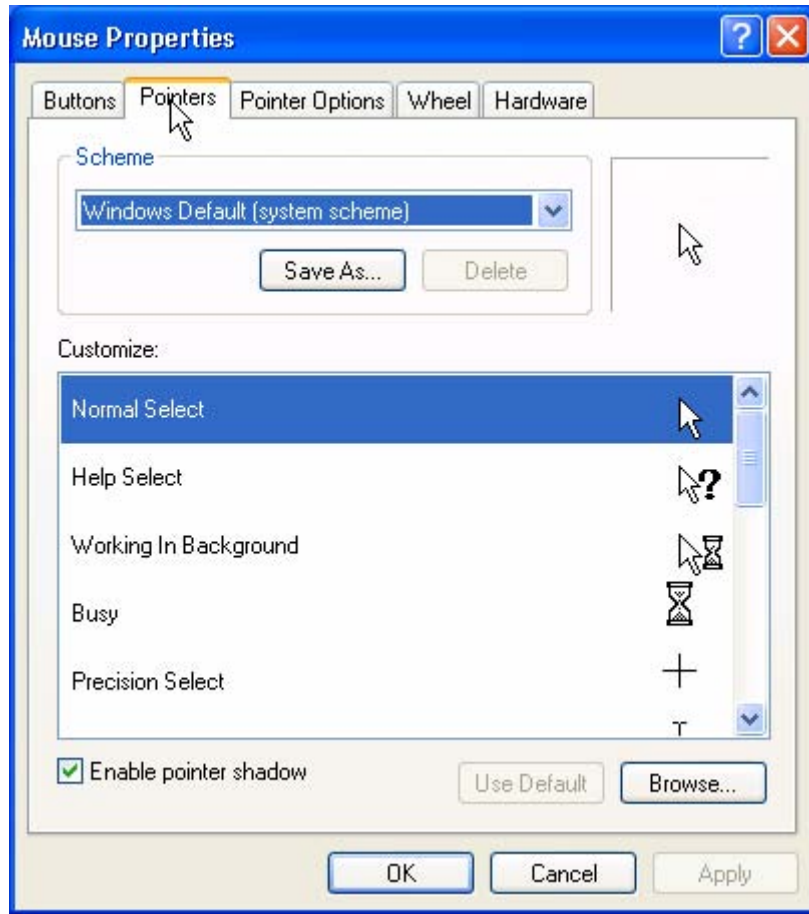 Mouse Properties
Buttons Pointers Pointer Options Wheel Hardware
Scheme
Windows Default (system scheme)
Save As... Delete
Customize:
Normal Select
Help Select
Working In Background
Busy
Precision Select
Enable pointer shadow
Use Default Browse...
OK Cancel Apply